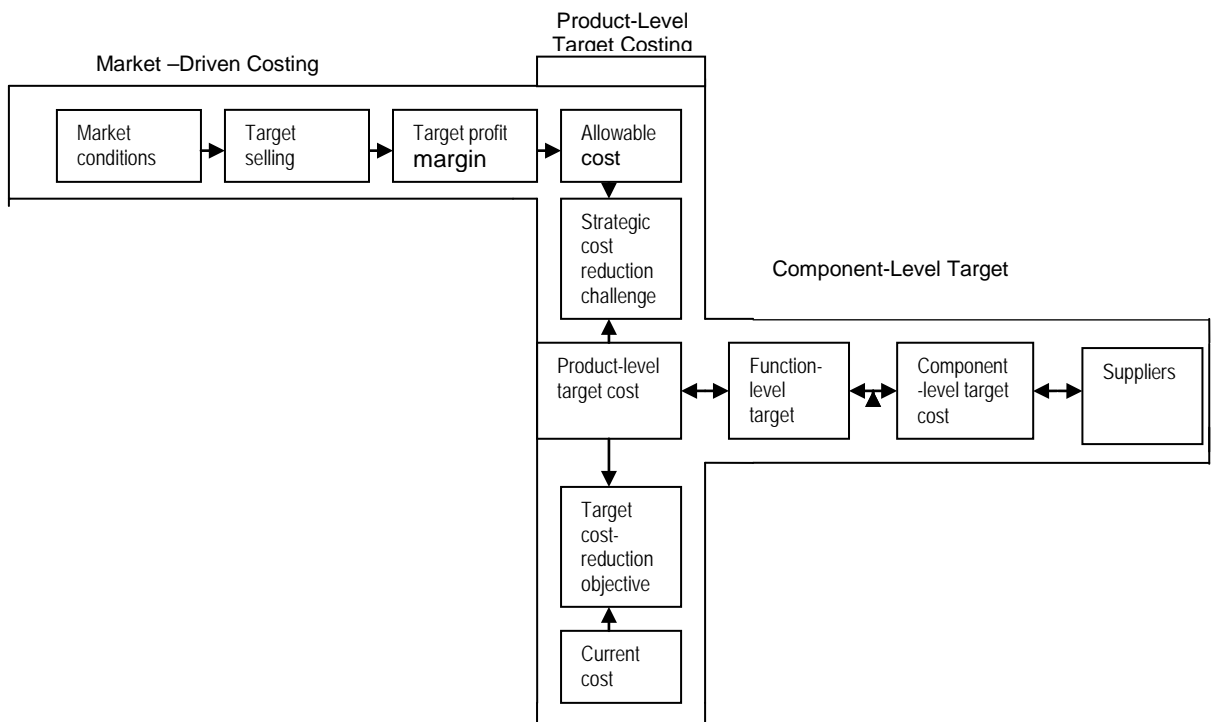 Product-Level
Target Costing
Market –Driven Costing
Market
conditions
Target
selling
Target profit
margin
Allowable
cost
Strategic
cost
reduction
challenge
Component-Level Target
Product-level
target cost
Function-
level
target
Component
-level target
cost
Suppliers
Target
cost-
reduction
objective
Current
cost